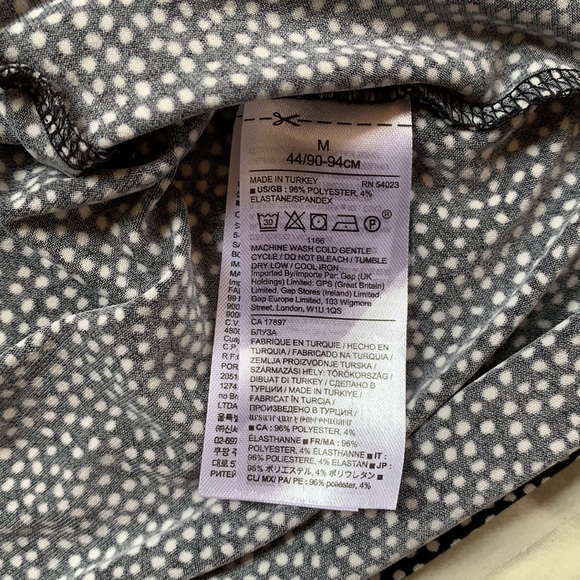 M
44/90-94CM
MADE IN TURKEY RN 54023
■ US/GB : 96% POLYESTER, 4%
ELASTANE/SPANDEX
30 P ®
1166
MACHINE WASH COLD GENTLE
CYCLE / DO NOT BLEACH / TUMBLE
DRY LOW / COOL IRON
Imported By/Importe Par: Gap (UK
Holdings) Limited. GPS (Great Britain)
Limited, Gap Stores (Ireland) Limited.
Gap Europe Limited, 103 Wigmore
Street, London, W1U 1QS
CA 17897
БЛУЗА
FABRIQUE EN TURQUIE / HECHO EN
TURQUIA / FABRICADO NA TURQUIA /
ZEMLJA PROIZVODNJE TURSKA /
SZÁRMAZÁSI HELY: TÖRÖKORSZÁG /
DIBUAT DI TURKEY / СДЕЛАНО В
ТУРЦИИ / MADE IN TURKIYE /
FABRICAT ÎN TURCIA /
ПРОИЗВЕДЕНО В ТУРЦИИ /
■ CA : 96% POLYESTER, 4%
ÉLASTHANNE ■ FR/MA : 96%
POLYESTER, 4% ÉLASTHANNE ■ IT :
96% POLIESTERE, 4% ELASTAN ■ JP :
96% ポリエステル, 4% ポリウレタン ■
CL/ MX/ PA/ PE : 96% poliéster, 4%